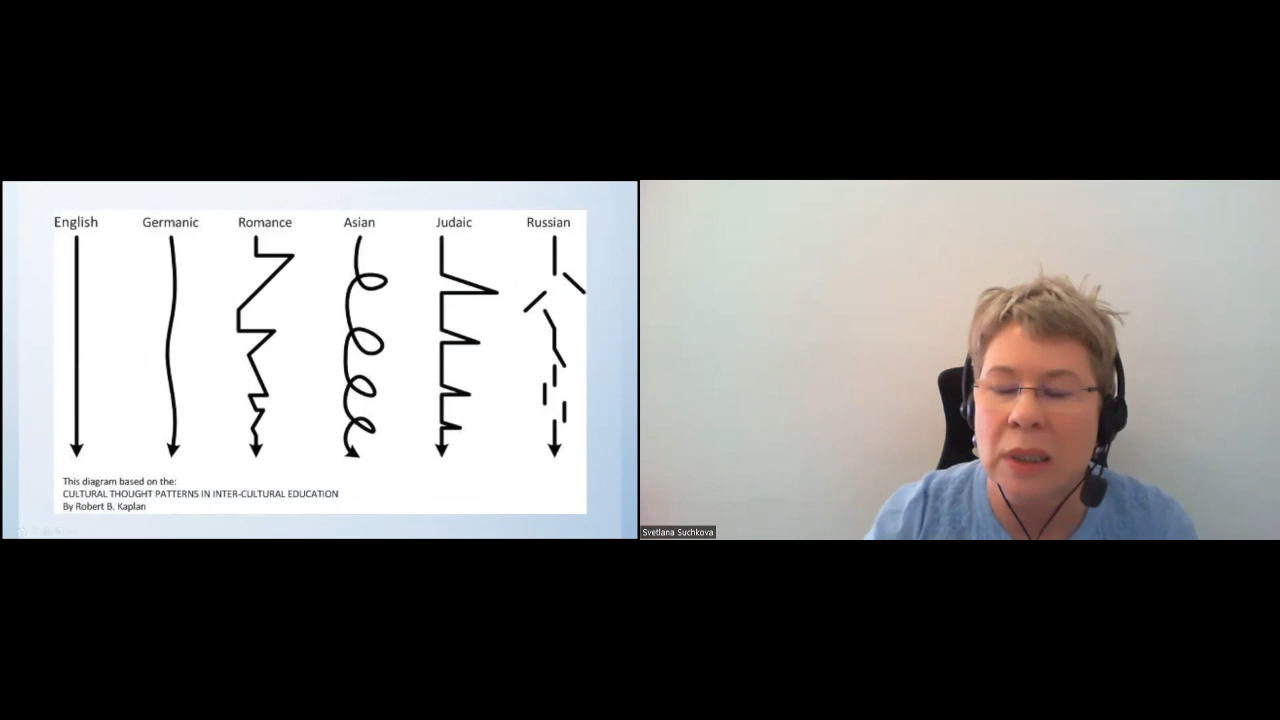 English Germanic Romance Asian Judaic Russian
This diagram based on the:
CULTURAL THOUGHT PATTERNS IN INTER-CULTURAL EDUCATION
By Robert B. Kaplan
Svetlana Suchkova